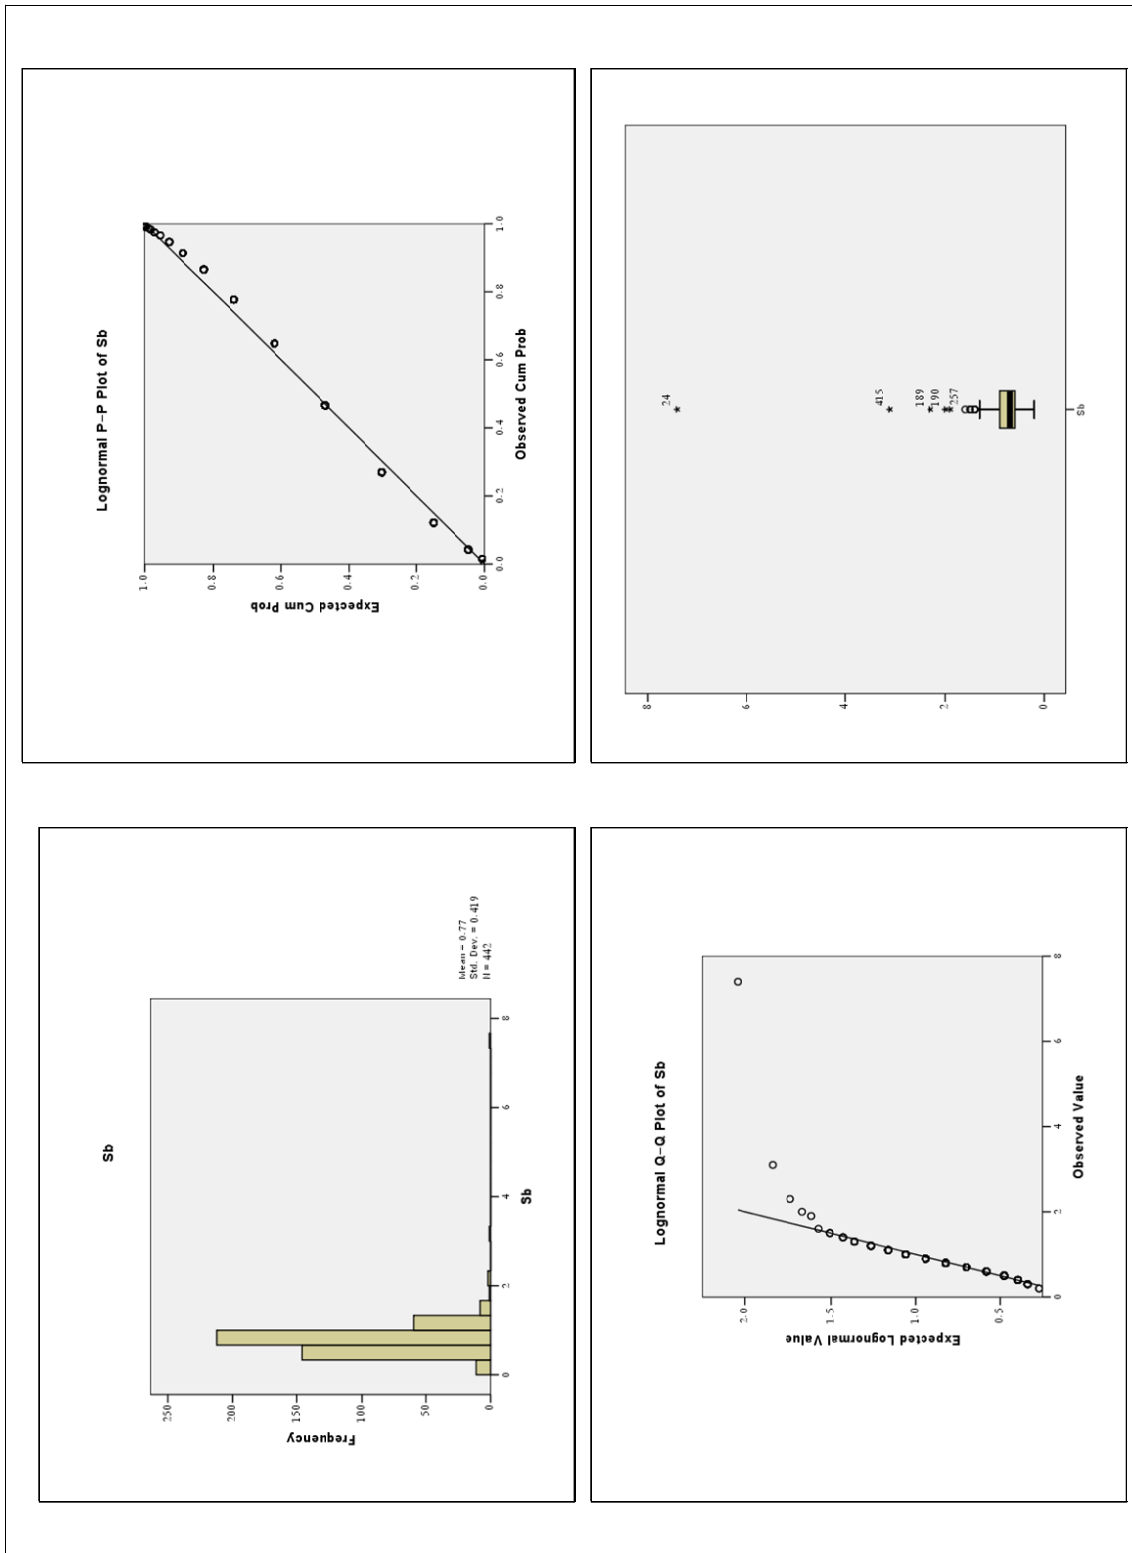 Sb
Frequency
250
200
150
100
50
0
0 2 4 6 8
Sb
Mean = 0.77
Std. Dev. = 0.419
N = 442
Lognormal P-P Plot of Sb
Expected Cum Prob
1.0
0.8
0.6
0.4
0.2
0.0
0.0 0.2 0.4 0.6 0.8 1.0
Observed Cum Prob
Lognormal Q-Q Plot of Sb
Expected Lognormal Value
2.0
1.5
1.0
0.5
0 2 4 6 8
Observed Value
8
6
4
2
0
24
415
189
190
257
Sb